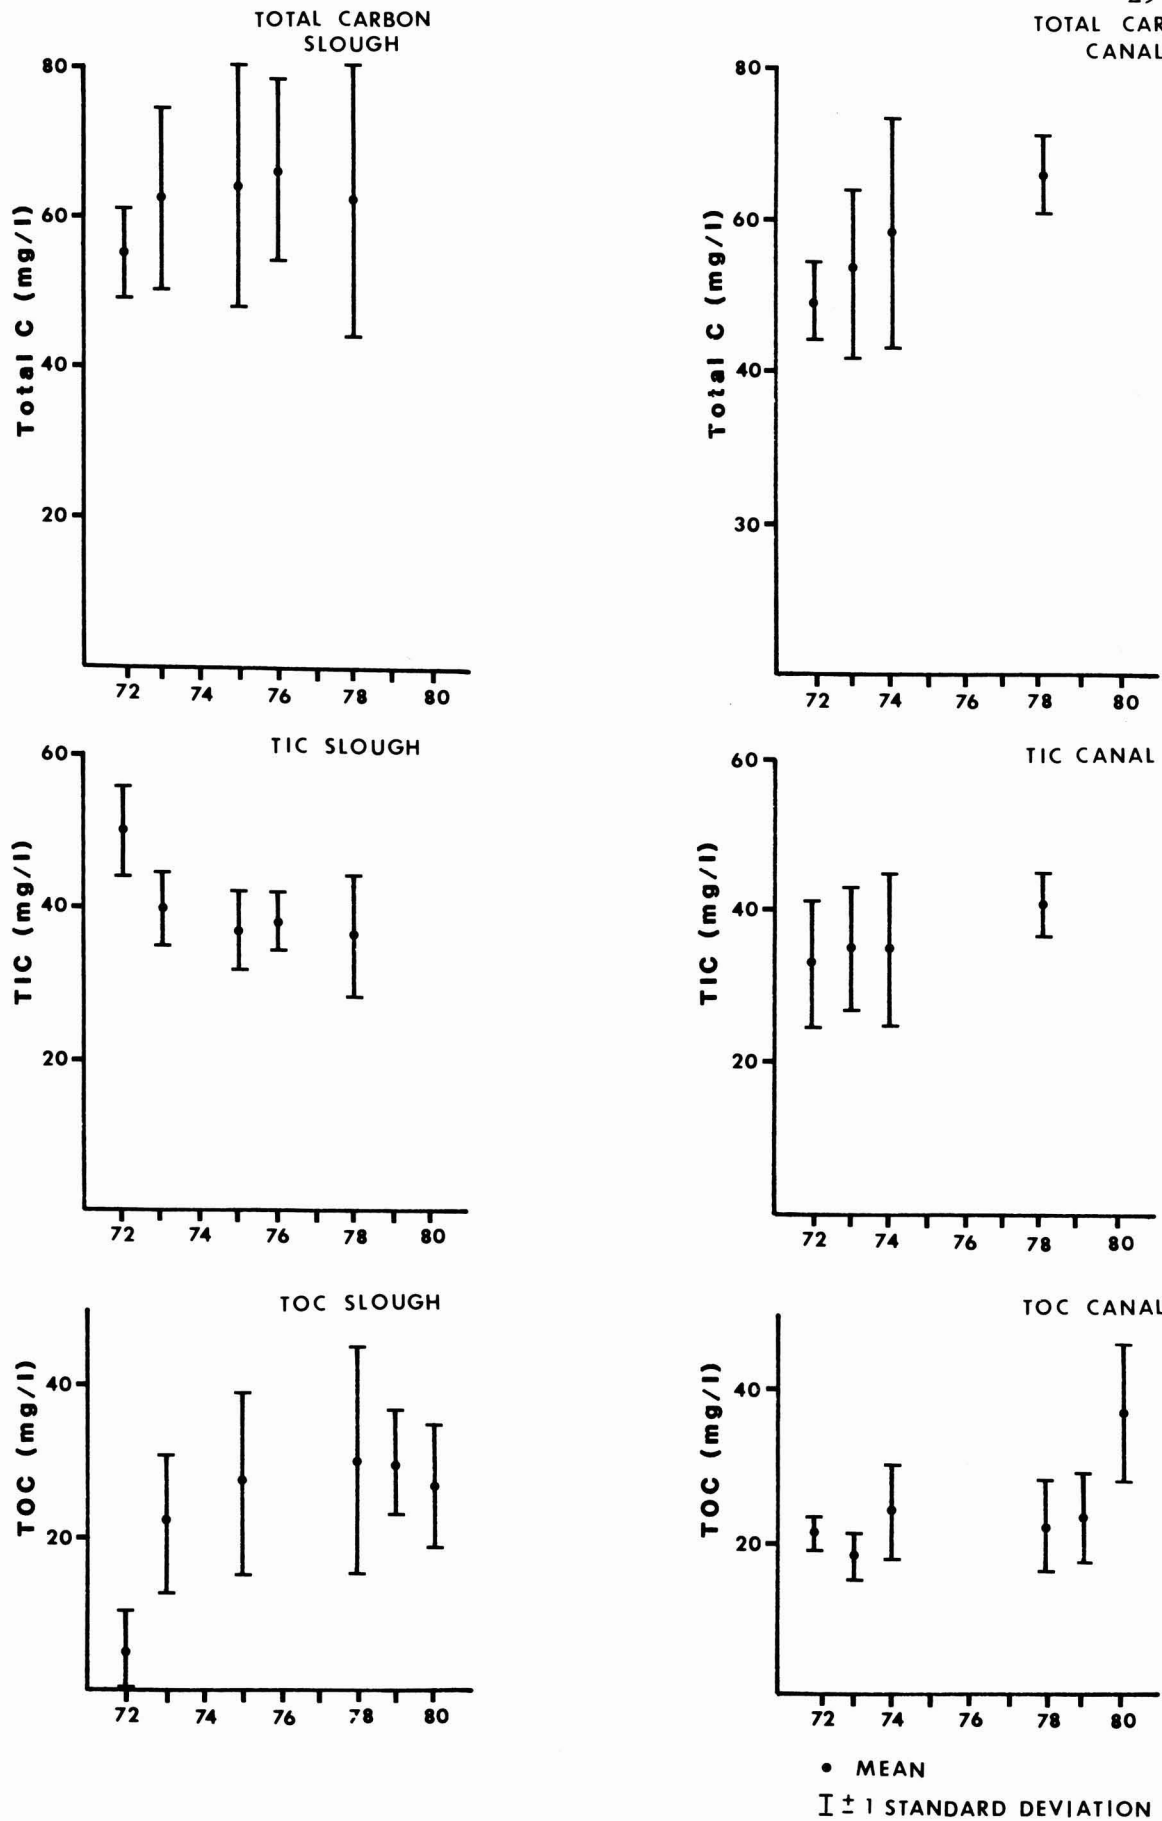 TOTAL CARBON
SLOUGH
80
60
40
20
Total C (mg/l)
72 74 76 78 80
TOTAL CAR
CANAL
80
60
40
30
Total C (mg/l)
72 74 76 78 80
TIC SLOUGH
60
40
20
TIC (mg/l)
72 74 76 78 80
TIC CANAL
60
40
20
TIC (mg/l)
72 74 76 78 80
TOC SLOUGH
40
20
TOC (mg/l)
72 74 76 78 80
TOC CANAL
40
20
TOC (mg/l)
72 74 76 78 80
• MEAN
I ± 1 STANDARD DEVIATION